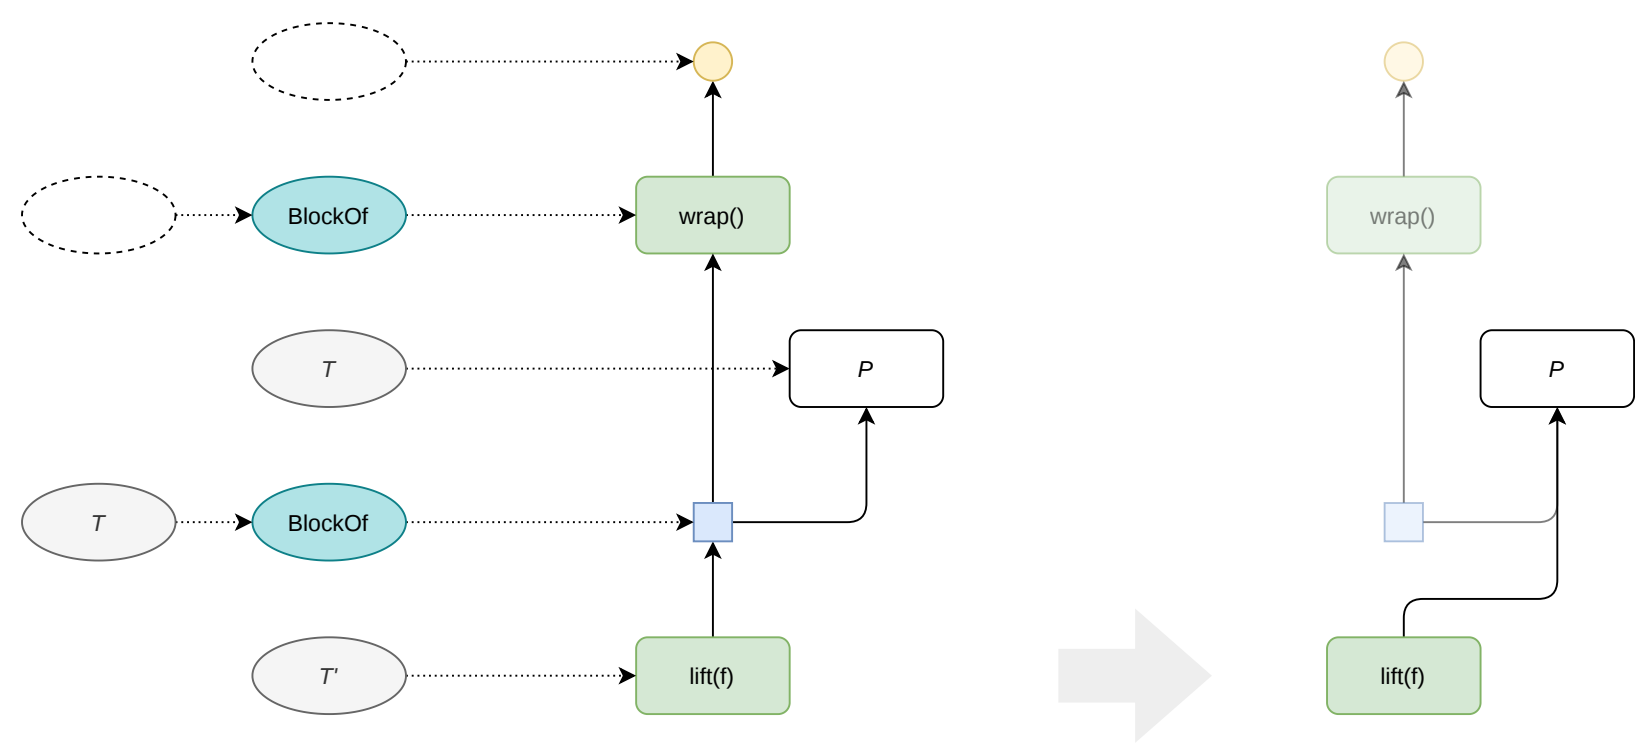 BlockOf
wrap()
wrap()
T
P
P
T
BlockOf
T'
lift(f)
lift(f)